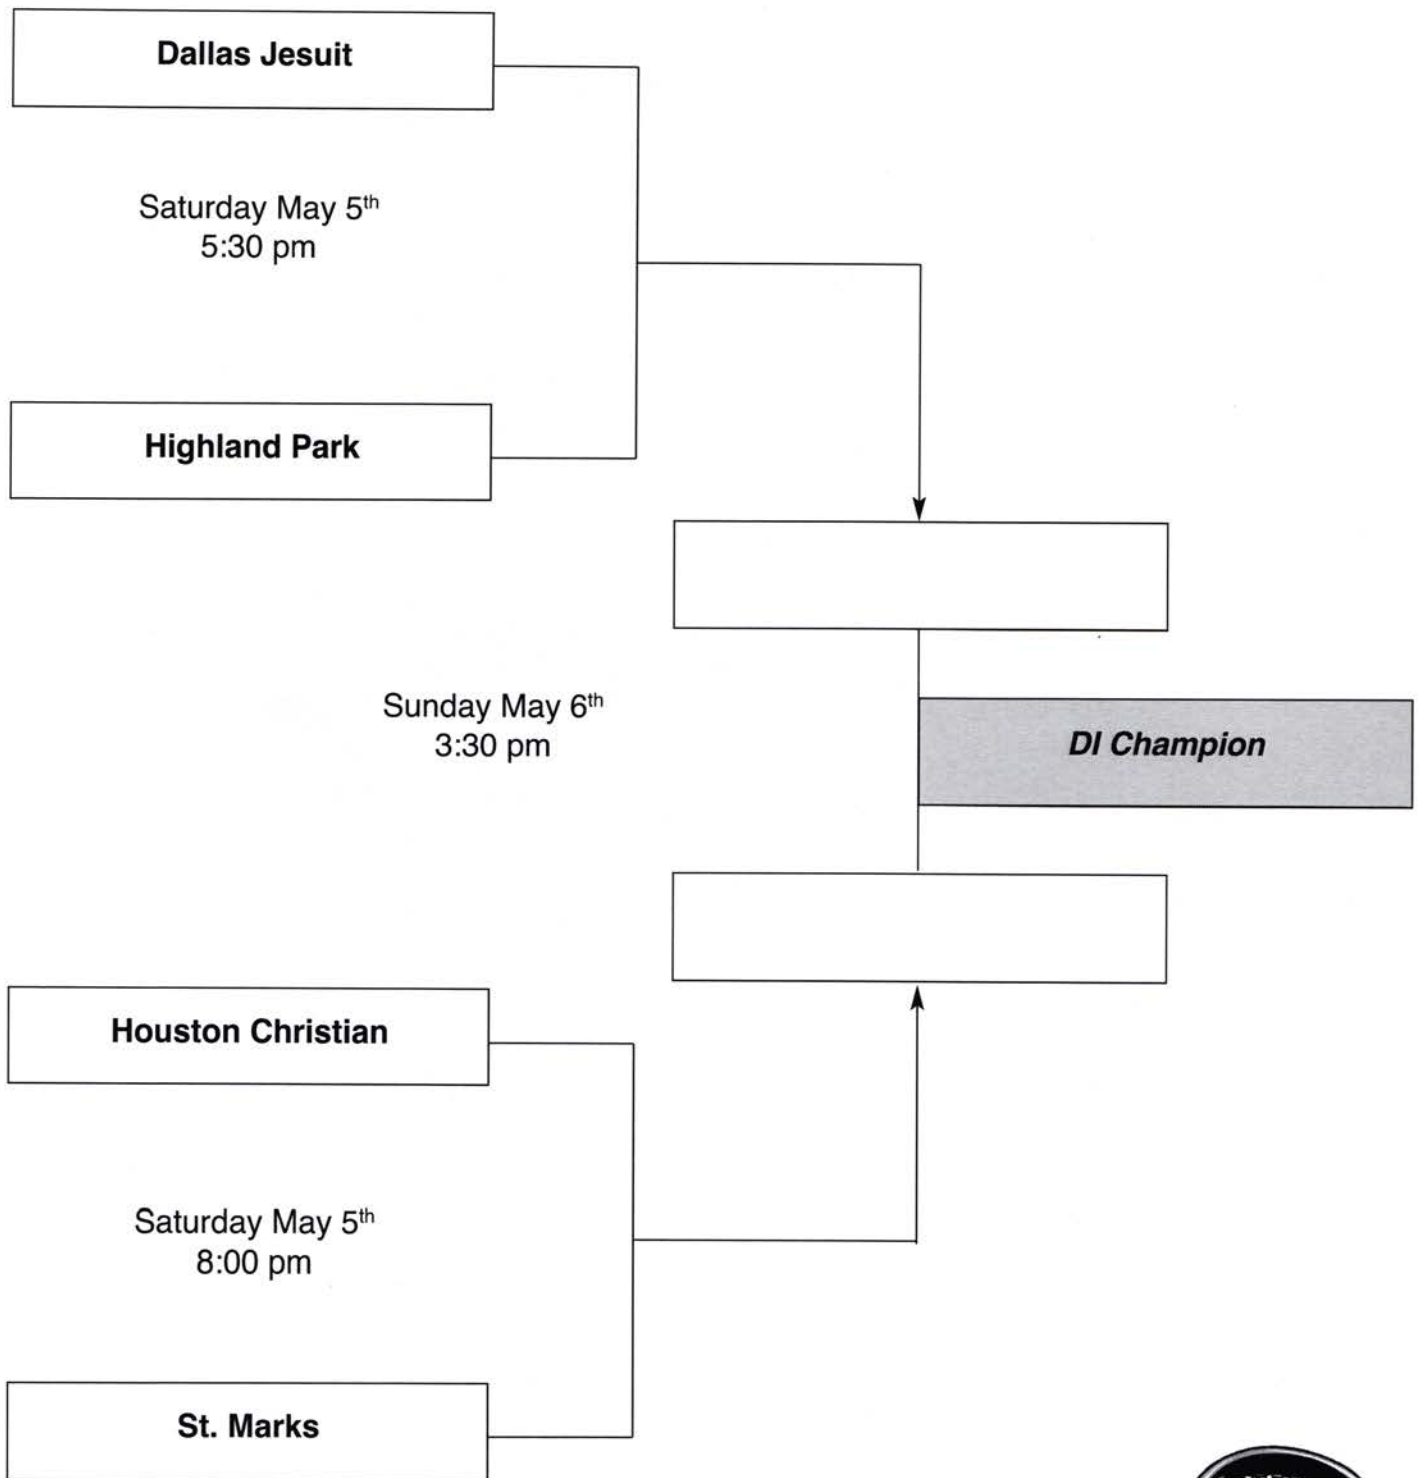 Dallas Jesuit
Saturday May 5th
5:30 pm
Highland Park
Sunday May 6th
3:30 pm
DI Champion
Houston Christian
Saturday May 5th
8:00 pm
St. Marks